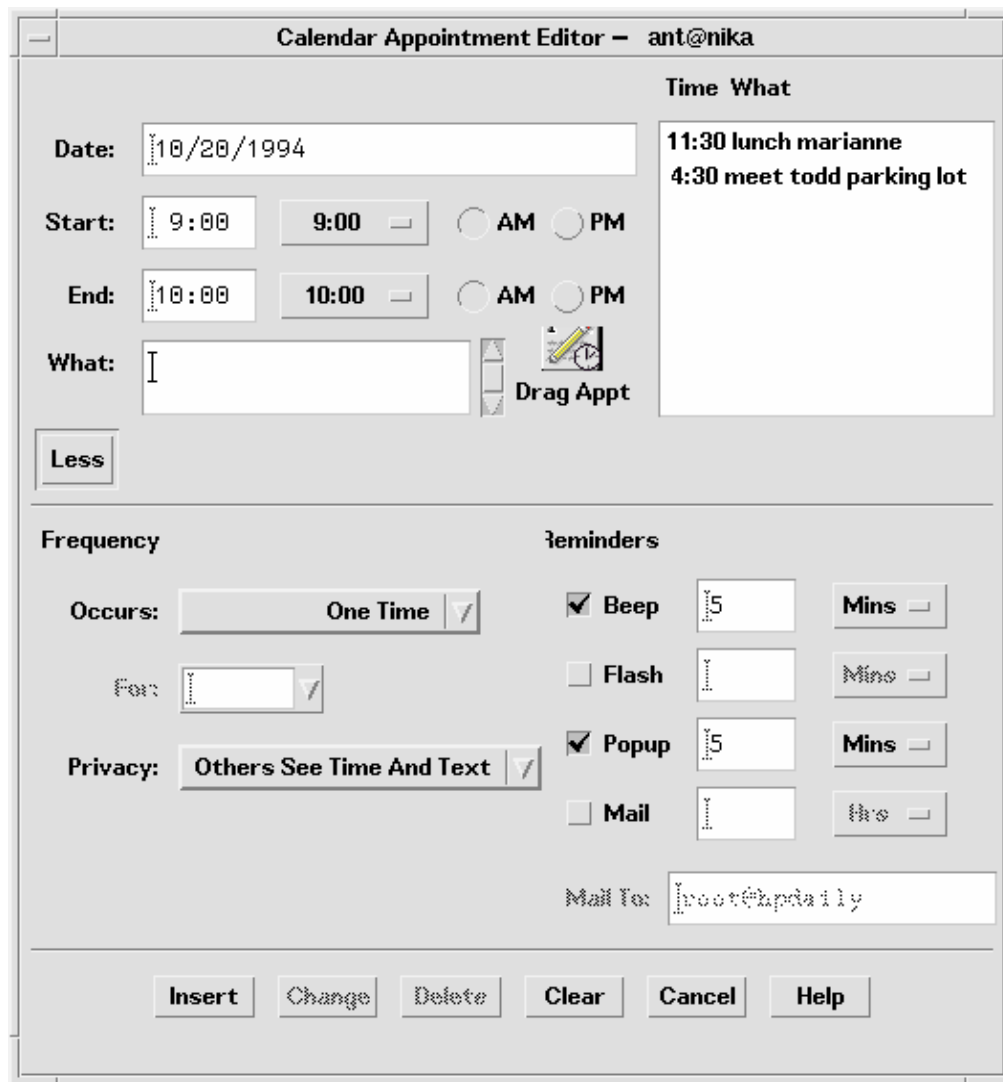 Calendar Appointment Editor – ant@nika
Time What
Date: 10/20/1994
11:30 lunch marianne
4:30 meet todd parking lot
Start: 9:00 9:00 AM PM
End: 10:00 10:00 AM PM
What:
Drag Appt
Less
Frequency
Reminders
Occurs: One Time
Beep 5 Mins
For:
Flash Mins
Privacy: Others See Time And Text
Popup 5 Mins
Mail Hrs
Mail To: root@hpdaily
Insert Change Delete Clear Cancel Help